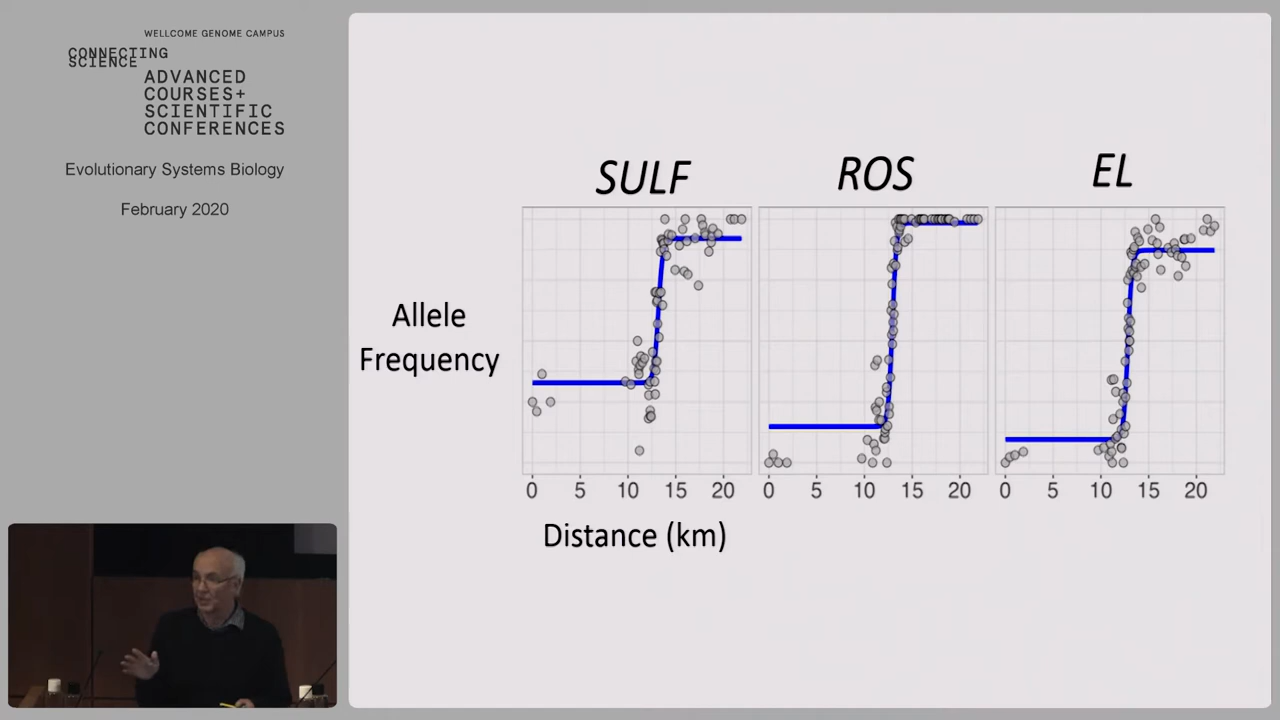 WELLCOME GENOME CAMPUS
CONNECTING
SCIENCE
ADVANCED
COURSES+
SCIENTIFIC
CONFERENCES
Evolutionary Systems Biology
February 2020
SULF ROS EL
Allele
Frequency
0 5 10 15 20 0 5 10 15 20 0 5 10 15 20
Distance (km)